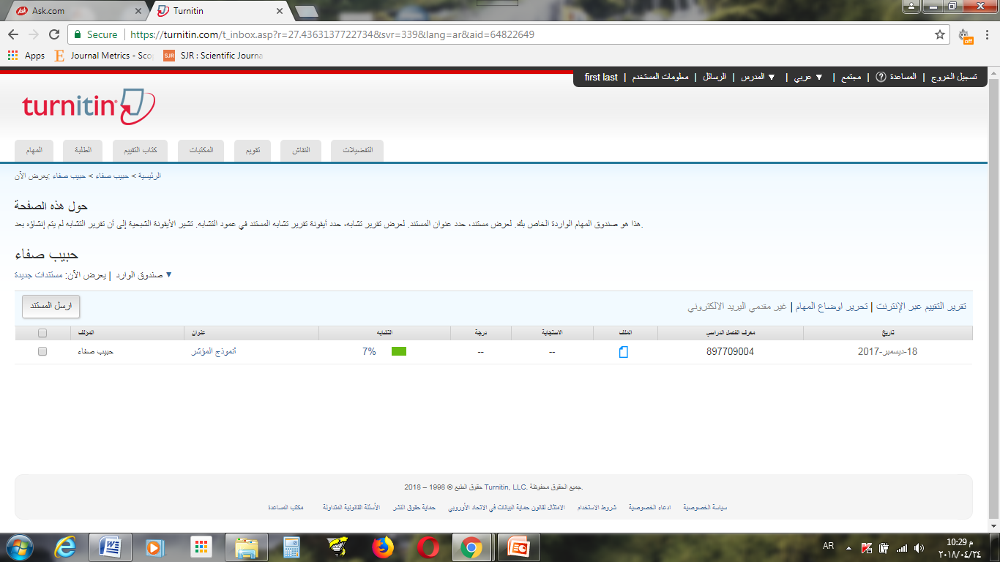 Ask.com
Turnitin
Secure | https://turnitin.com/t_inbox.asp?r=27.4363137722734&svr=339&lang=ar&aid=64822649
off
Apps
Journal Metrics - Sco
SJR SJR : Scientific Journa
first last | معلومات المستخدم | الرسائل | المدرس ▼ | عربي ▼ | مجتمع | ? المساعدة | تسجيل الخروج
turnitin
المهام
الطلبة
كتاب التقييم
المكتبات
تقويم
النقاش
التفضيلات
يعرض الآن: حبيب صفاء > حبيب صفاء > الرئيسية
حول هذه الصفحة
هذا هو صندوق المهام الواردة الخاص بك. لعرض مستند، حدد عنوان المستند. لعرض تقرير تشابه، حدد أيقونة تقرير تشابه المستند في عمود التشابه. تشير الأيقونة الشبحية إلى أن تقرير التشابه لم يتم إنشاؤه بعد.
حبيب صفاء
صندوق الوارد | يعرض الآن: مستندات جديدة ▼
ارسل المستند
تقرير التقييم عبر الإنترنت | تحرير اوضاع المهام | غير مقدمي اليريد الالكتروني
المؤلف
عنوان
التشابه
درجة
الاستجابة
الملف
معرف الفصل الدراسي
تاريخ
حبيب صفاء
أنموذج المؤشر
7%
--
--
897709004
18-ديسمبر-2017
حقوق الطبع © 1998 – 2018 Turnitin, LLC. جميع الحقوق محفوظة.
سياسة الخصوصية
ادعاء الخصوصية
شروط الاستخدام
الامتثال لقانون حماية البيانات في الاتحاد الأوروبي
حماية حقوق النشر
الأسئلة القانونية المتداولة
مكتب المساعدة
AR
10:29 م
٢٠١٨/٠٤/٢٤